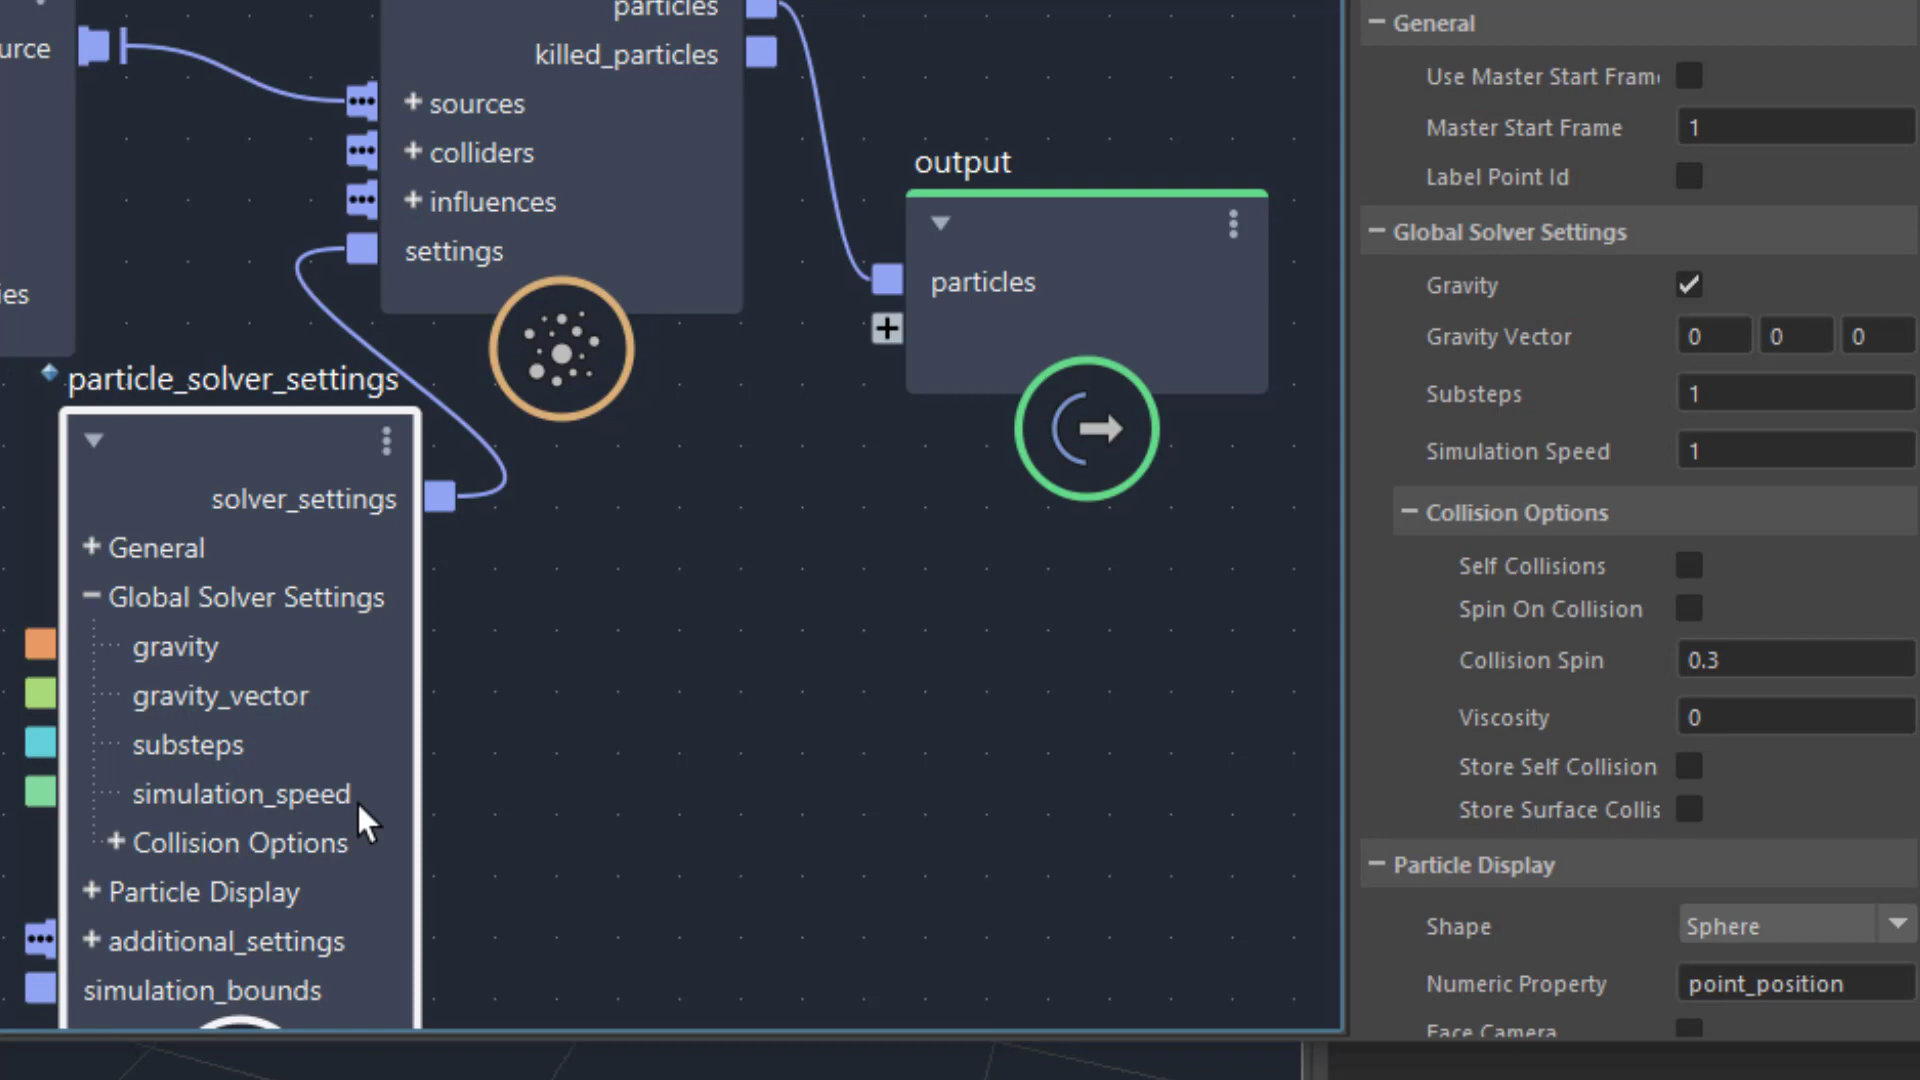 particles
urce
killed_particles
sources
colliders
influences
settings
ies
output
particles
particle_solver_settings
solver_settings
General
Global Solver Settings
gravity
gravity_vector
substeps
simulation_speed
Collision Options
Particle Display
additional_settings
simulation_bounds
General
Use Master Start Fram
Master Start Frame 1
Label Point Id
Global Solver Settings
Gravity
Gravity Vector 0 0 0
Substeps 1
Simulation Speed 1
Collision Options
Self Collisions
Spin On Collision
Collision Spin 0.3
Viscosity 0
Store Self Collision
Store Surface Collis
Particle Display
Shape Sphere
Numeric Property point_position
Face Camera